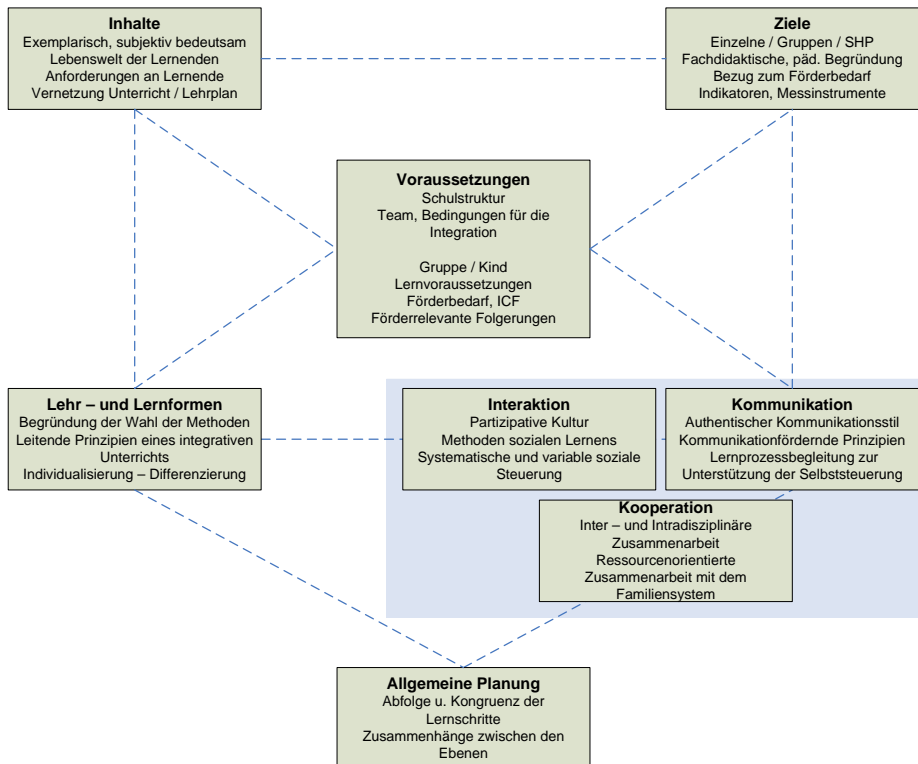 Inhalte
Exemplarisch, subjektiv bedeutsam
Lebenswelt der Lernenden
Anforderungen an Lernende
Vernetzung Unterricht / Lehrplan
Ziele
Einzelne / Gruppen / SHP
Fachdidaktische, päd. Begründung
Bezug zum Förderbedarf
Indikatoren, Messinstrumente
Voraussetzungen
Schulstruktur
Team, Bedingungen für die
Integration
Gruppe / Kind
Lernvoraussetzungen
Förderbedarf, ICF
Förderrelevante Folgerungen
Lehr – und Lernformen
Begründung der Wahl der Methoden
Leitende Prinzipien eines integrativen
Unterrichts
Individualisierung – Differenzierung
Interaktion
Partizipative Kultur
Methoden sozialen Lernens
Systematische und variable soziale
Steuerung
Kommunikation
Authentischer Kommunikationsstil
Kommunikationfördernde Prinzipien
Lernprozessbegleitung zur
Unterstützung der Selbststeuerung
Kooperation
Inter – und Intradisziplinäre
Zusammenarbeit
Ressourcenorientierte
Zusammenarbeit mit dem
Familiensystem
Allgemeine Planung
Abfolge u. Kongruenz der
Lernschritte
Zusammenhänge zwischen den
Ebenen